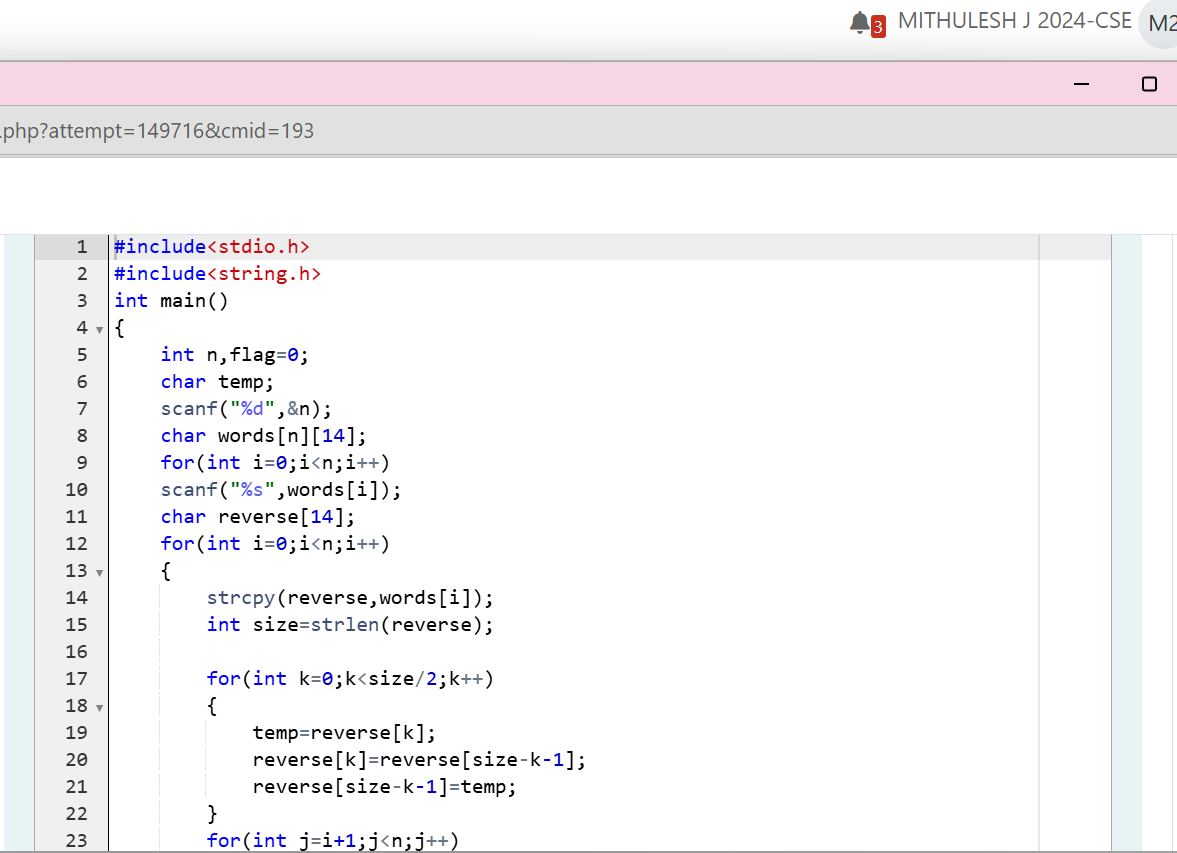 3 MITHULESH J 2024-CSE M2
.php?attempt=149716&cmid=193
1 #include<stdio.h>
2 #include<string.h>
3 int main()
4 {
5     int n,flag=0;
6     char temp;
7     scanf("%d",&n);
8     char words[n][14];
9     for(int i=0;i<n;i++)
10     scanf("%s",words[i]);
11     char reverse[14];
12     for(int i=0;i<n;i++)
13     {
14         strcpy(reverse,words[i]);
15         int size=strlen(reverse);
16
17         for(int k=0;k<size/2;k++)
18         {
19             temp=reverse[k];
20             reverse[k]=reverse[size-k-1];
21             reverse[size-k-1]=temp;
22         }
23         for(int j=i+1;j<n;j++)